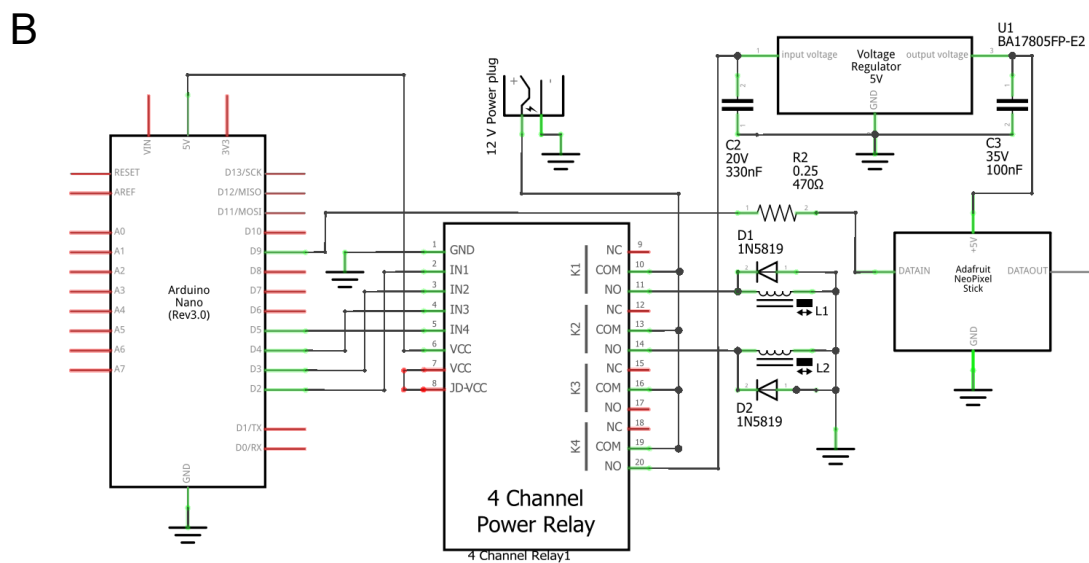 B
U1
BA17805FP-E2
1
input voltage
Voltage
Regulator
5V
output voltage
3
GND
2
1
2
1
C2
20V
330nF
C3
35V
100nF
12 V Power plug
+
-
VIN
5V
3V3
RESET
AREF
A0
A1
A2
A3
A4
A5
A6
A7
D13/SCK
D12/MISO
D11/MOSI
D10
D9
D8
D7
D6
D5
D4
D3
D2
D1/TX
D0/RX
Arduino
Nano
(Rev3.0)
GND
1
GND
2
IN1
3
IN2
4
IN3
5
IN4
6
VCC
7
VCC
8
JD-VCC
K1
K2
K3
K4
NC
9
COM
10
NO
11
NC
12
COM
13
NO
14
NC
15
COM
16
NO
17
NC
18
COM
19
NO
20
4 Channel
Power Relay
4 Channel Relay1
R2
0.25
470Ω
1
2
D1
1N5819
2
1
L1
L2
2
1
D2
1N5819
+5V
DATAIN
Adafruit
NeoPixel
Stick
DATAOUT
GND